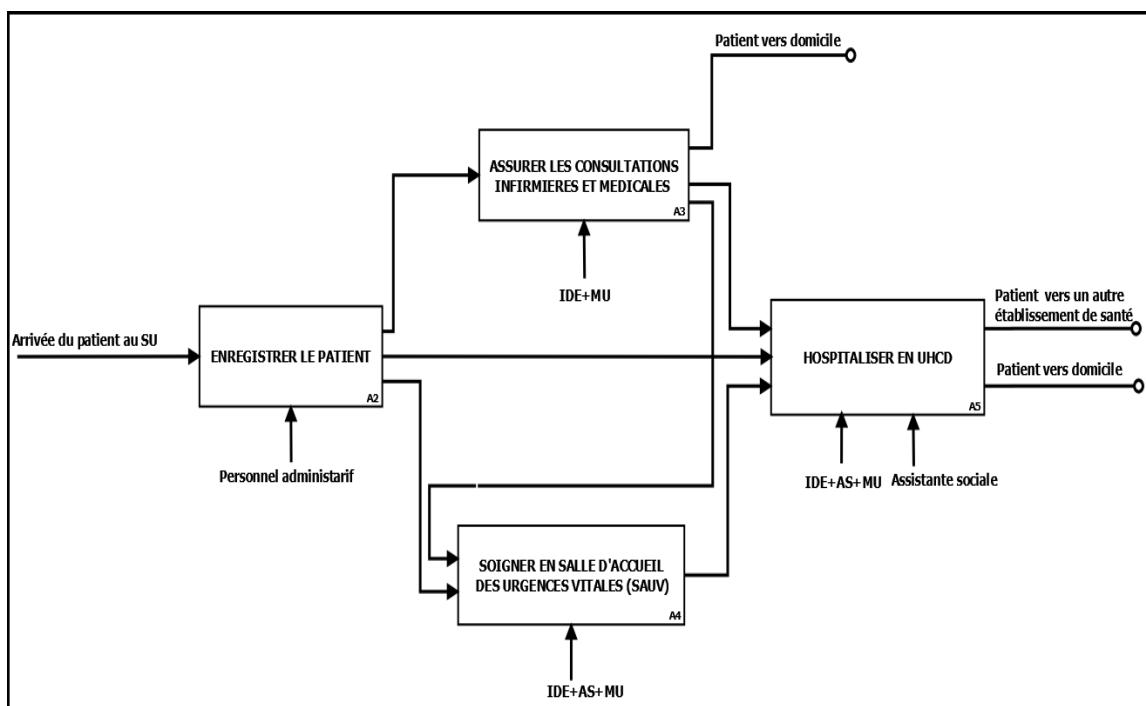 Patient vers domicile
ASSURER LES CONSULTATIONS
INFIRMIERES ET MEDICALES
A3
IDE+MU
Arrivée du patient au SU
ENREGISTRER LE PATIENT
A2
Personnel administarif
Patient vers un autre
établissement de santé
HOSPITALISER EN UHCD
Patient vers domicile
A5
IDE+AS+MU
Assistante sociale
SOIGNER EN SALLE D'ACCUEIL
DES URGENCES VITALES (SAUV)
A4
IDE+AS+MU